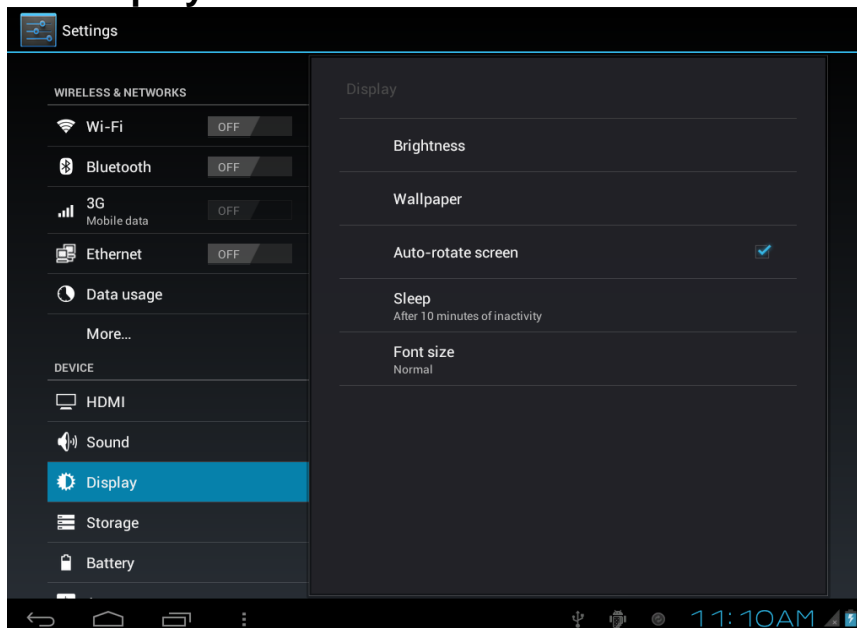 Settings
WIRELESS & NETWORKS
Wi-Fi OFF
Bluetooth OFF
3G
Mobile data OFF
Ethernet OFF
Data usage
More...
DEVICE
HDMI
Sound
Display
Storage
Battery
Display
Brightness
Wallpaper
Auto-rotate screen
Sleep
After 10 minutes of inactivity
Font size
Normal
11:10AM